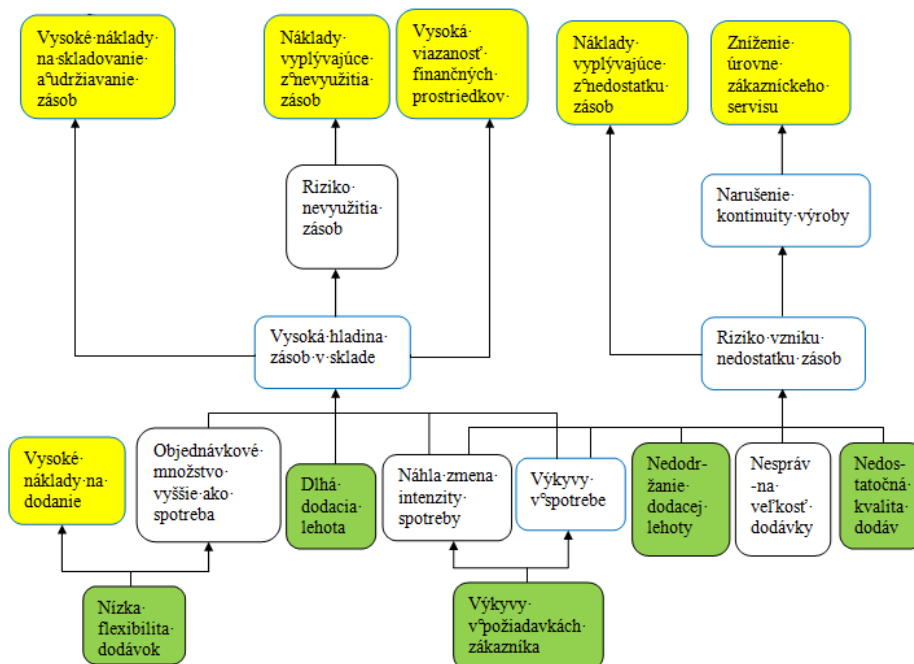 Vysoké·náklady·
na·skladovanie·
a°udržiavanie·
zásob
Náklady·
vyplývajúce·
z°nevyužitia·
zásob
Vysoká·
viazanosť·
finančných·
prostriedkov·
Náklady·
vyplývajúce·
z°nedostatku·
zásob
Zníženie·
úrovne·
zákazníckeho·
servisu
Riziko·
nevyužitia·
zásob
Narušenie·
kontinuity·výroby
Vysoká·hladina·
zásob·v·sklade
Riziko·vzniku·
nedostatku·zásob
Vysoké·
náklady·na·
dodanie
Objednávkové·
množstvo·
vyššie·ako·
spotreba
Dlhá·
dodacia·
lehota
Náhla·zmena·
intenzity·
spotreby
Výkyvy·
v°spotrebe
Nedodr-
žanie·
dodacej·
lehoty
Nespráv
-na·
veľkosť·
dodávky
Nedos-
tatočná·
kvalita·
dodáv
Nízka·
flexibilita·
dodávok
Výkyvy·
v°požiadavkách·
zákazníka